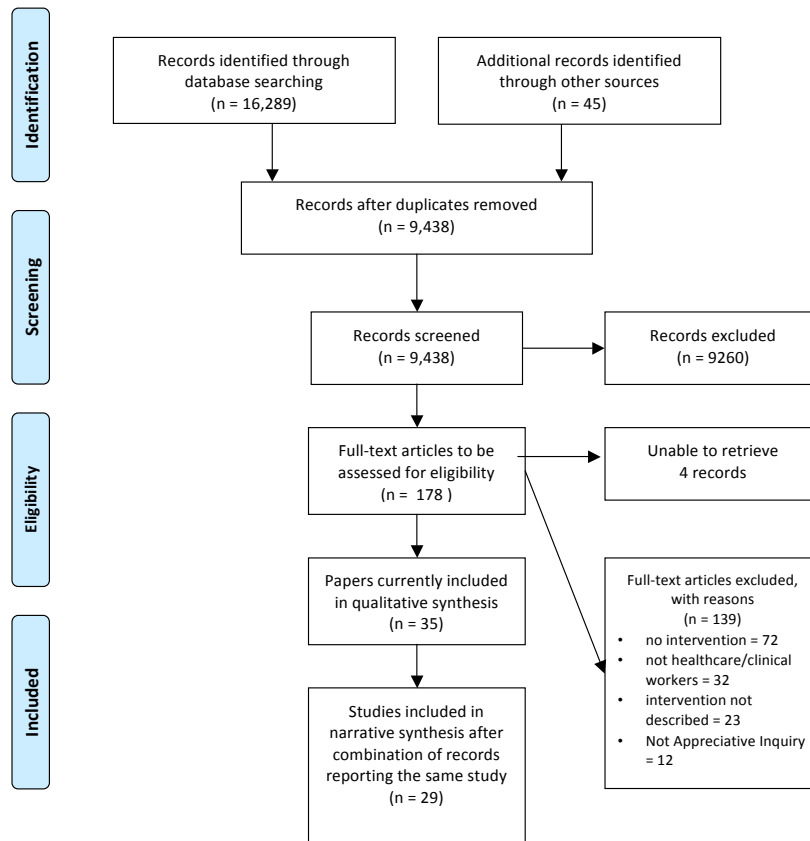 Identification
Records identified through
database searching
(n = 16,289)
Additional records identified
through other sources
(n = 45)
Records after duplicates removed
(n = 9,438)
Screening
Records screened
(n = 9,438)
Records excluded
(n = 9260)
Eligibility
Full-text articles to be
assessed for eligibility
(n = 178 )
Unable to retrieve
4 records
Papers currently included
in qualitative synthesis
(n = 35)
Full-text articles excluded,
with reasons
(n = 139)
• no intervention = 72
• not healthcare/clinical
workers = 32
• intervention not
described = 23
• Not Appreciative Inquiry
= 12
Included
Studies included in
narrative synthesis after
combination of records
reporting the same study
(n = 29)